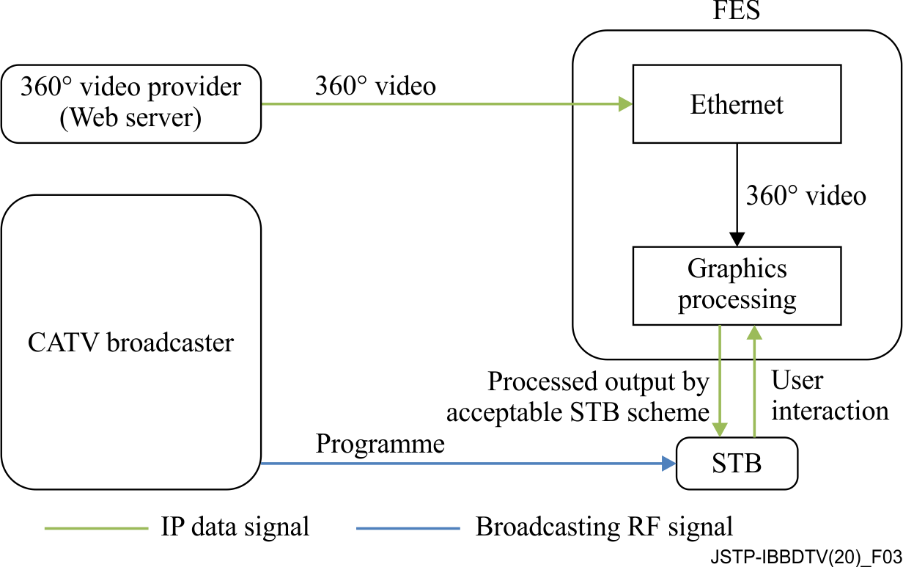 FES
360° video provider
(Web server)
360° video
Ethernet
360° video
Graphics
processing
CATV broadcaster
Processed output by
acceptable STB scheme
User
interaction
Programme
STB
IP data signal
Broadcasting RF signal
JSTP-IBBDTV(20)_F03